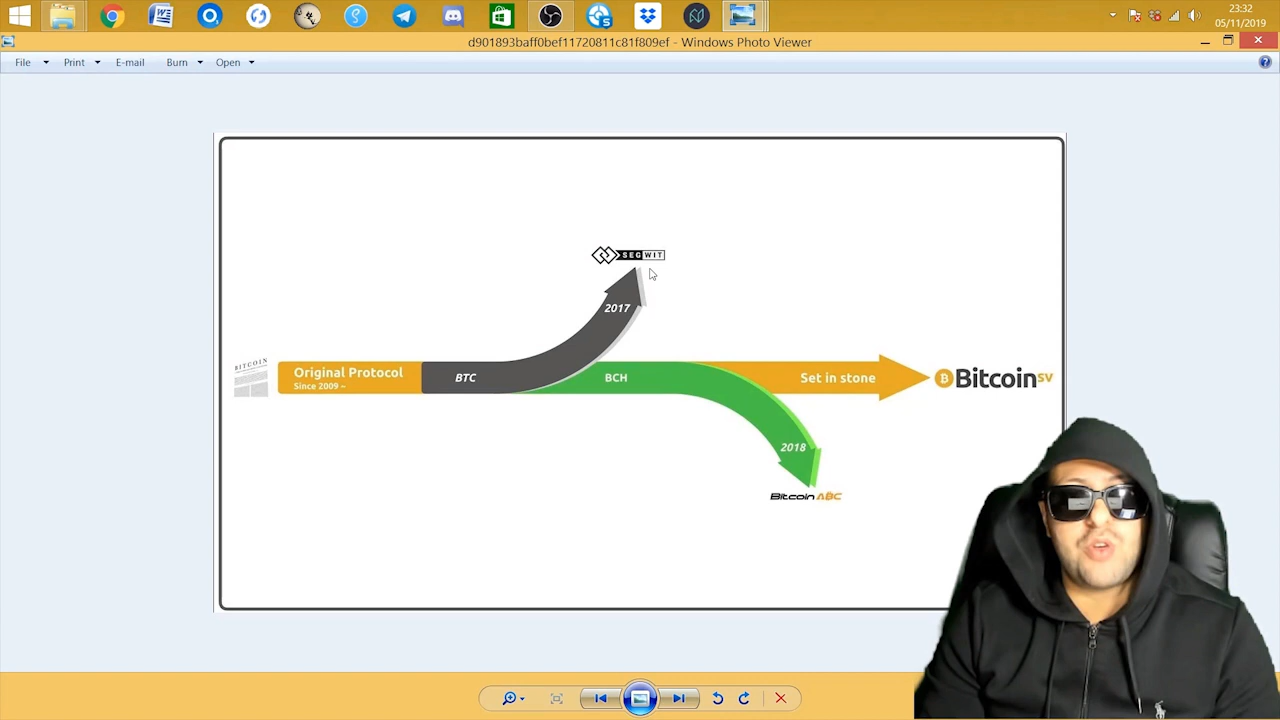 23:32
05/11/2019
d901893baff0bef11720811c81f809ef - Windows Photo Viewer
File Print E-mail Burn Open
SEGWIT
2017
BITCOIN
Original Protocol
Since 2009 ~
BTC
BCH
Set in stone
BitcoinSV
2018
Bitcoin ABC